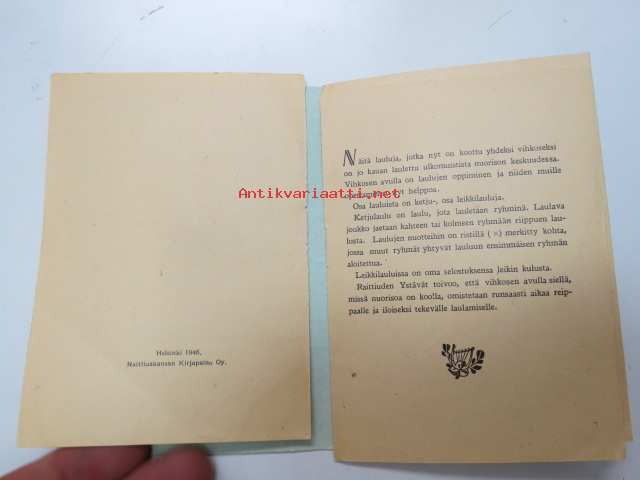 Helsinki 1946,
Raittiuskansan Kirjapaino Oy.
Näitä lauluja, jotka nyt on koottu yhdeksi vihkoseksi
on jo kauan laulettu ulkomuistista nuorison keskuudessa.
Vihkosen avulla on laulujen oppiminen ja niiden muille
Antikvariaatti.net
nyt helppoa.
Osa lauluista on ketju-, osa leikkilauluja.
Ketjulaulu on laulu, jota lauletaan ryhminä. Laulava
joukko jaetaan kahteen tai kolmeen ryhmään riippuen lau-
lusta. Laulujen nuotteihin on ristillä (×) merkitty kohta,
jossa muut ryhmät yhtyvät lauluun ensimmäisen ryhmän
aloitettua.
Leikkilauluissa on oma selostuksensa leikin kulusta.
Raittiuden Ystävät toivoo, että vihkosen avulla siellä,
missä nuorisoa on koolla, omistetaan runsaasti aikaa reip-
paalle ja iloiseksi tekevälle laulamiselle.